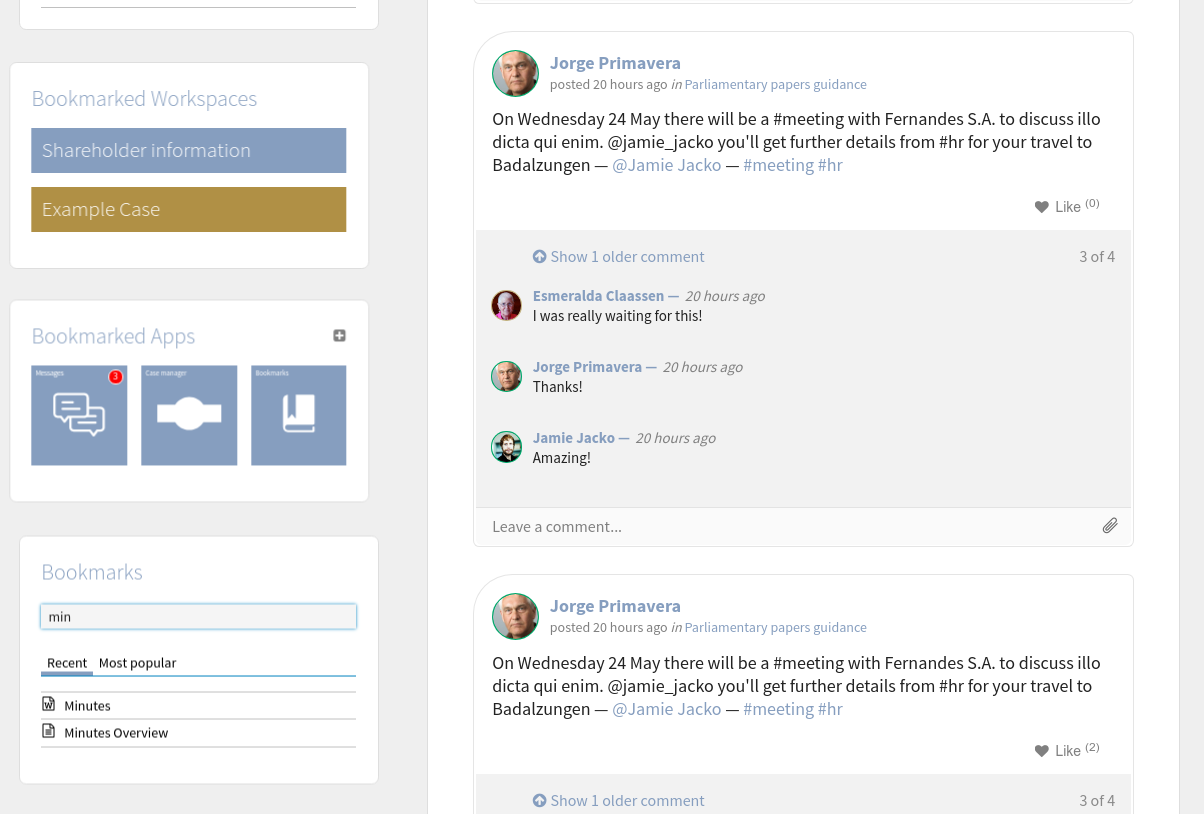 Bookmarked Workspaces
Shareholder information
Example Case
Bookmarked Apps
Messages
3
Case manager
Bookmarks
Bookmarks
min
Recent Most popular
Minutes
Minutes Overview
Jorge Primavera
posted 20 hours ago in Parliamentary papers guidance
On Wednesday 24 May there will be a #meeting with Fernandes S.A. to discuss illo
dicta qui enim. @jamie_jacko you'll get further details from #hr for your travel to
Badalzungen — @Jamie Jacko — #meeting #hr
Like (0)
Show 1 older comment 3 of 4
Esmeralda Claassen — 20 hours ago
I was really waiting for this!
Jorge Primavera — 20 hours ago
Thanks!
Jamie Jacko — 20 hours ago
Amazing!
Leave a comment...
Jorge Primavera
posted 20 hours ago in Parliamentary papers guidance
On Wednesday 24 May there will be a #meeting with Fernandes S.A. to discuss illo
dicta qui enim. @jamie_jacko you'll get further details from #hr for your travel to
Badalzungen — @Jamie Jacko — #meeting #hr
Like (2)
Show 1 older comment 3 of 4